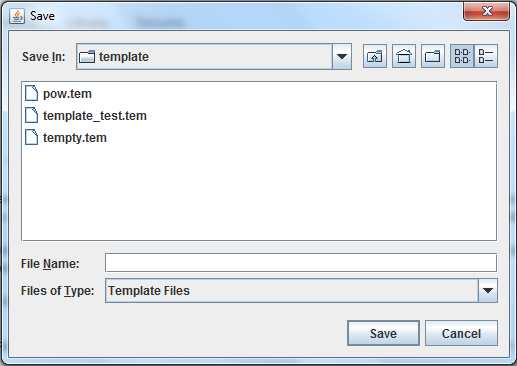 Save
Save In: template
pow.tem
template_test.tem
tempty.tem
File Name:
Files of Type: Template Files
Save Cancel